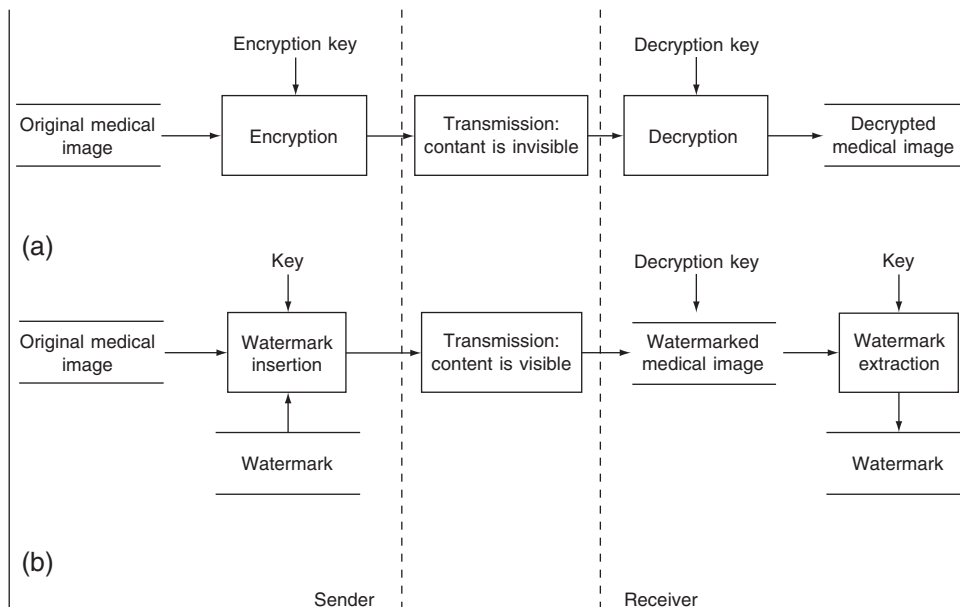 Encryption key
Decryption key
Original medical
image
Encryption
Transmission:
contant is invisible
Decryption
Decrypted
medical image
(a)
Key
Decryption key
Key
Original medical
image
Watermark
insertion
Transmission:
content is visible
Watermarked
medical image
Watermark
extraction
Watermark
Watermark
(b)
Sender
Receiver